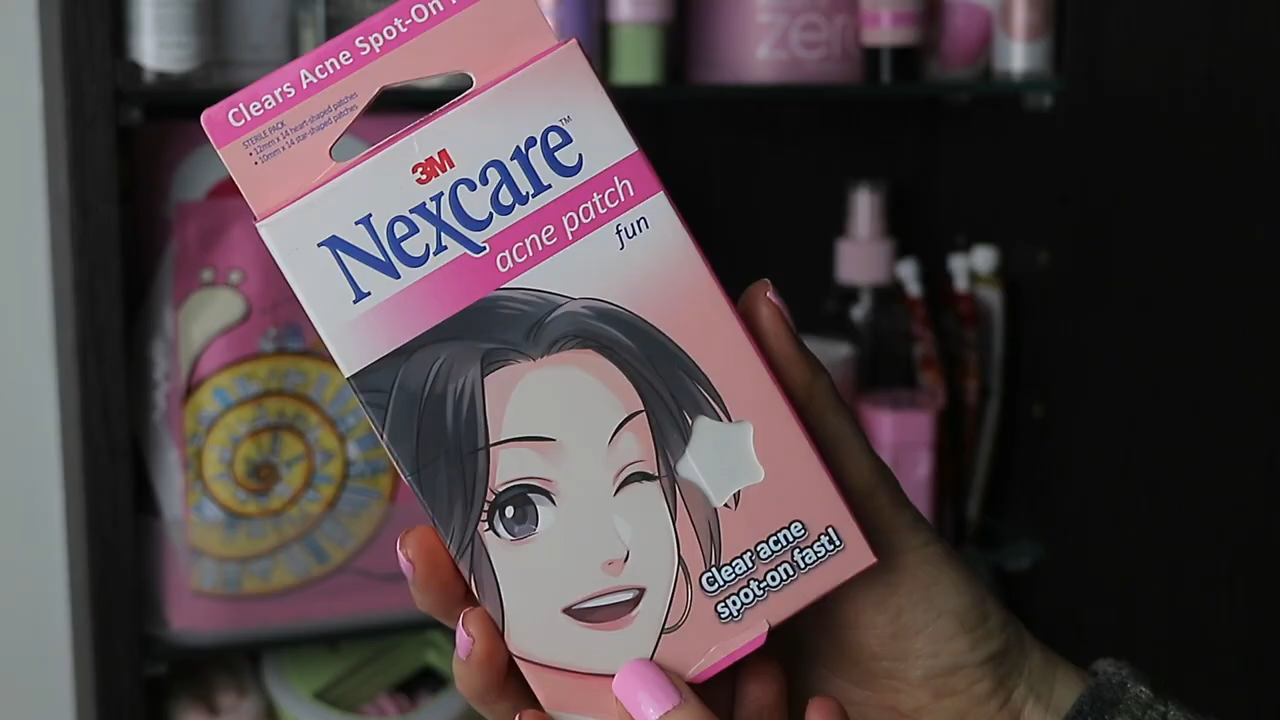 Clears Acne Spot-On
STERILE PACK
• 12mm x 14 heart-shaped patches
• 10mm x 14 star-shaped patches
3M
Nexcare™
acne patch
fun
Clear acne
spot-on fast!
zero